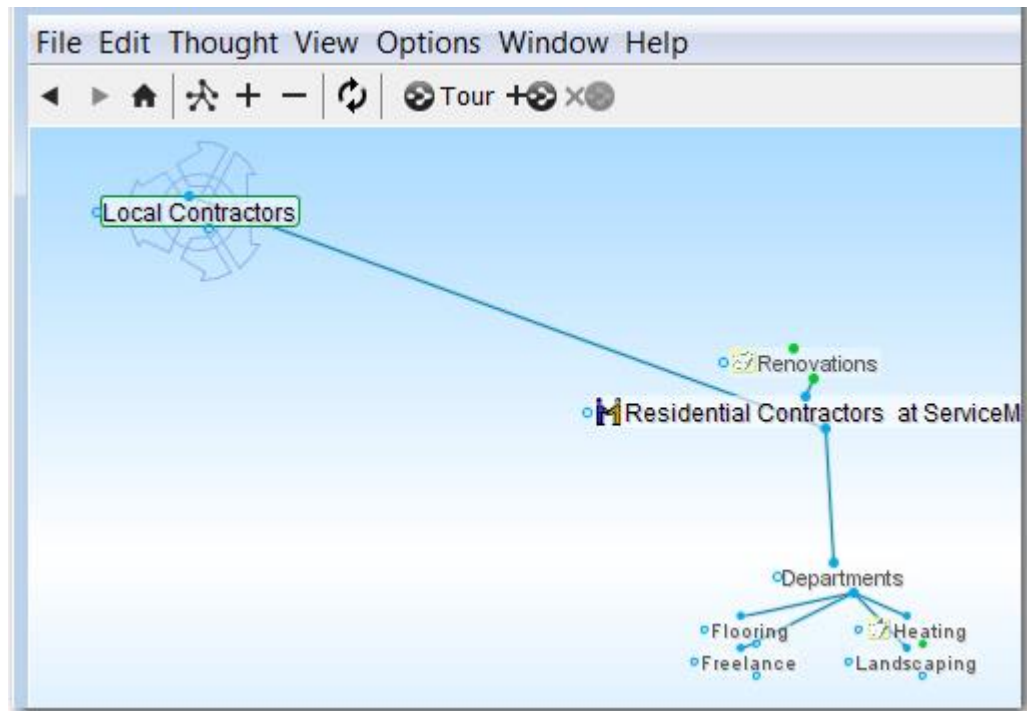 File Edit Thought View Options Window Help
Tour
Local Contractors
Renovations
Residential Contractors at ServiceM
Departments
Flooring Heating
Freelance Landscaping